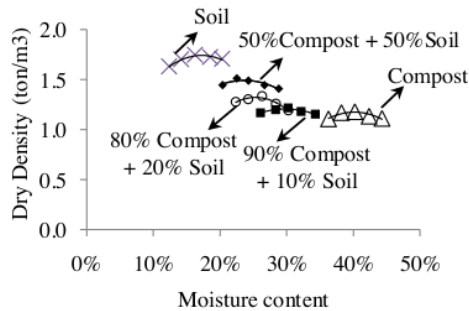 Soil
50%Compost + 50%Soil
Compost
80% Compost
+ 20% Soil
90% Compost
+ 10% Soil
Dry Density (ton/m3)
2.0
1.5
1.0
0.5
0.0
0% 10% 20% 30% 40% 50%
Moisture content